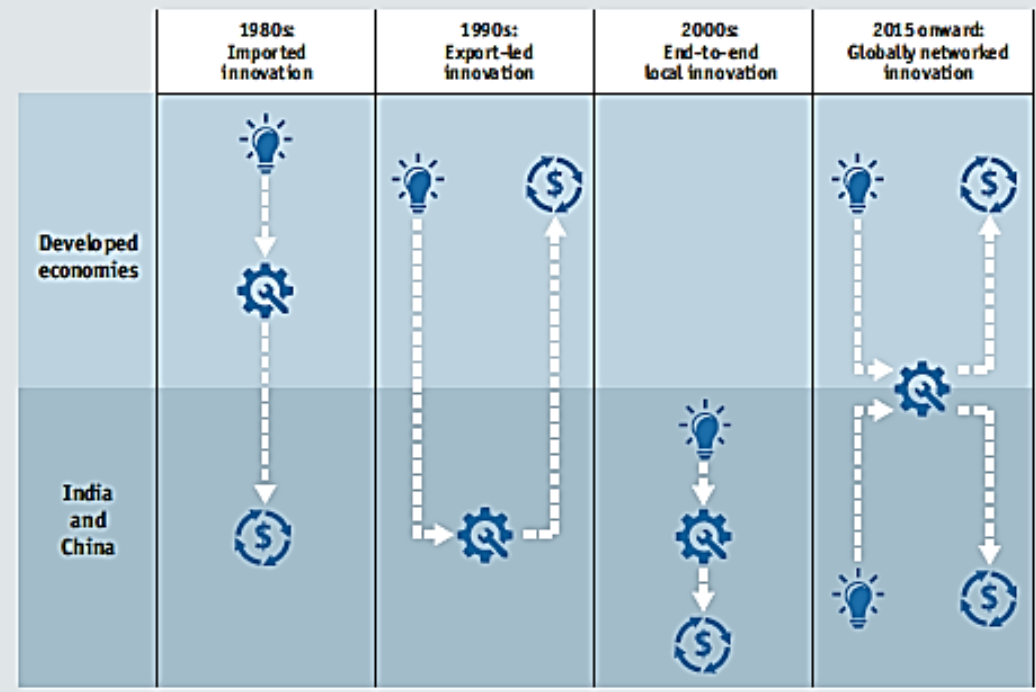 1980s:
Imported
innovation
1990s:
Export-led
innovation
2000s:
End-to-end
local innovation
2015 onward:
Globally networked
innovation
Developed
economies
India
and
China
$
$
$
$
$